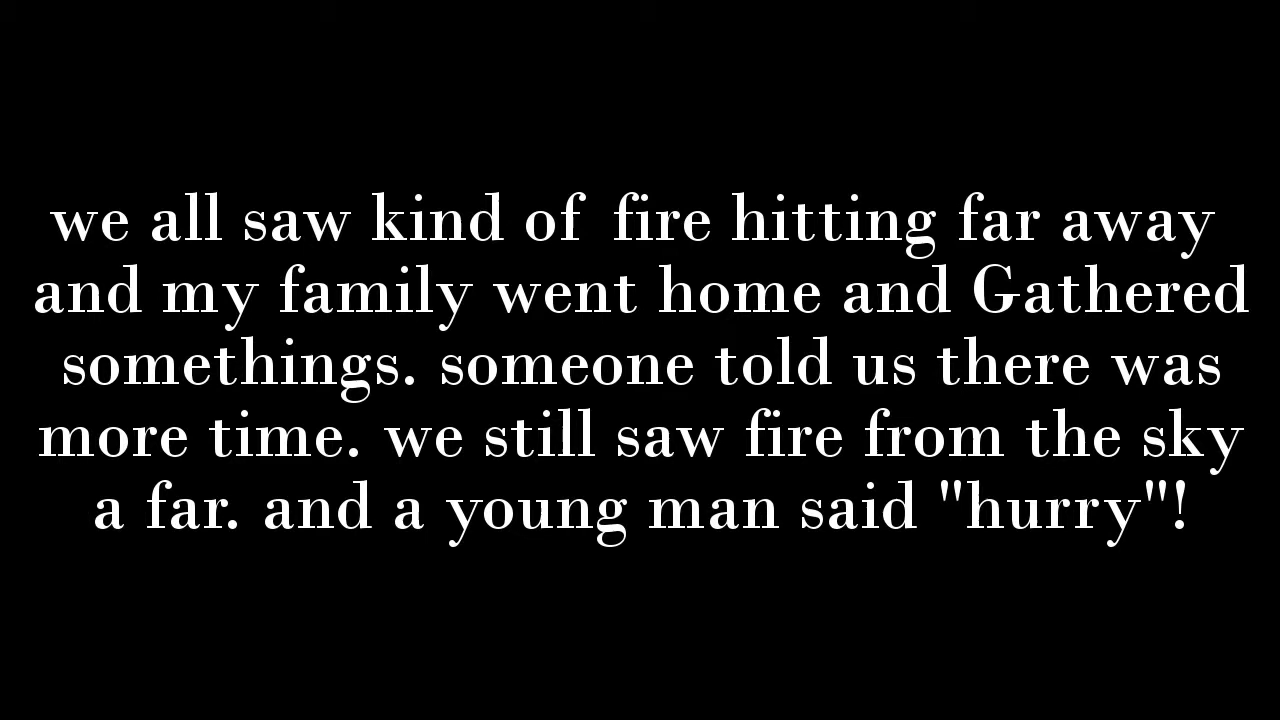 we all saw kind of fire hitting far away
and my family went home and Gathered
somethings. someone told us there was
more time. we still saw fire from the sky
a far. and a young man said "hurry"!